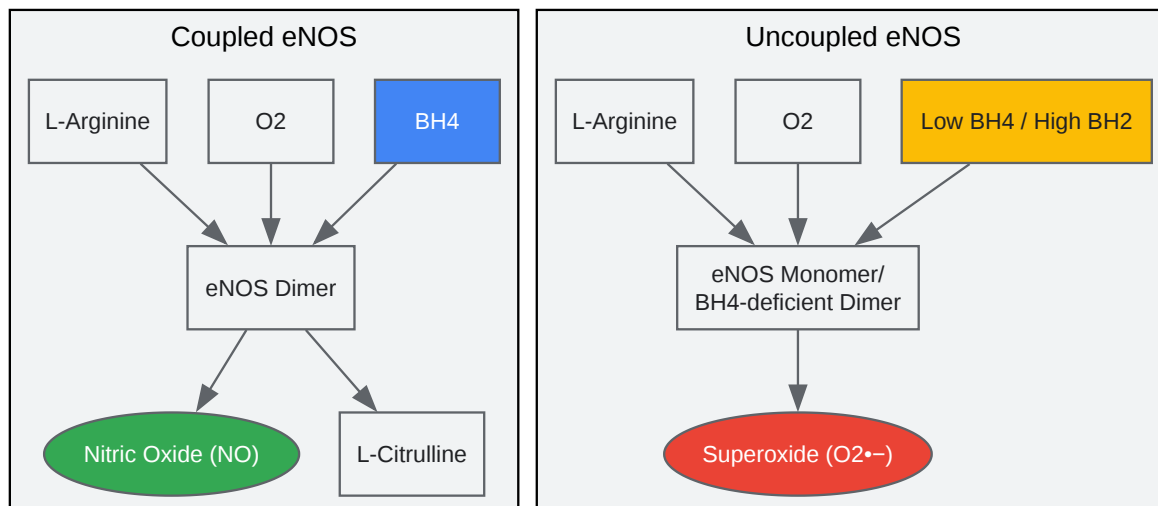 Coupled eNOS
L-Arginine
O2
BH4
eNOS Dimer
Nitric Oxide (NO)
L-Citrulline
Uncoupled eNOS
L-Arginine
O2
Low BH4 / High BH2
eNOS Monomer/
BH4-deficient Dimer
Superoxide (O2•−)